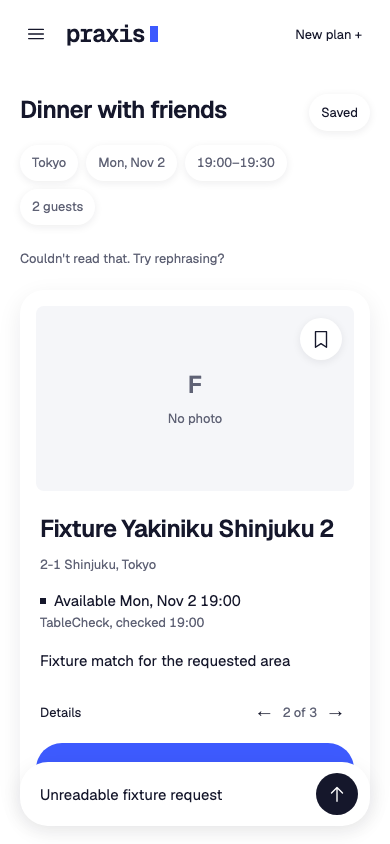 praxis
New plan +
Dinner with friends
Saved
Tokyo
Mon, Nov 2
19:00–19:30
2 guests
Couldn't read that. Try rephrasing?
F
No photo
Fixture Yakiniku Shinjuku 2
2-1 Shinjuku, Tokyo
Available Mon, Nov 2 19:00
TableCheck, checked 19:00
Fixture match for the requested area
Details
← 2 of 3 →
Unreadable fixture request